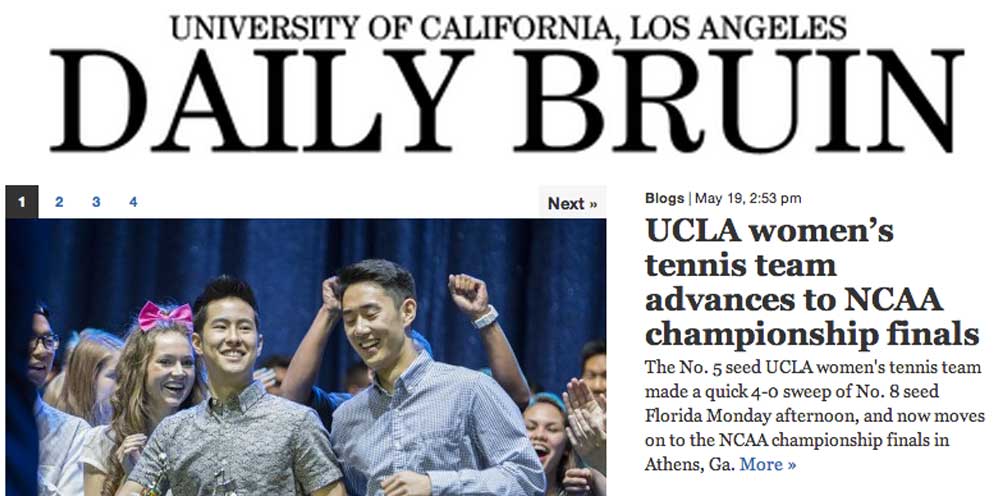 UNIVERSITY OF CALIFORNIA, LOS ANGELES
DAILY BRUIN
1 2 3 4 Next »
Blogs | May 19, 2:53 pm
UCLA women’s
tennis team
advances to NCAA
championship finals
The No. 5 seed UCLA women's tennis team
made a quick 4-0 sweep of No. 8 seed
Florida Monday afternoon, and now moves
on to the NCAA championship finals in
Athens, Ga. More »